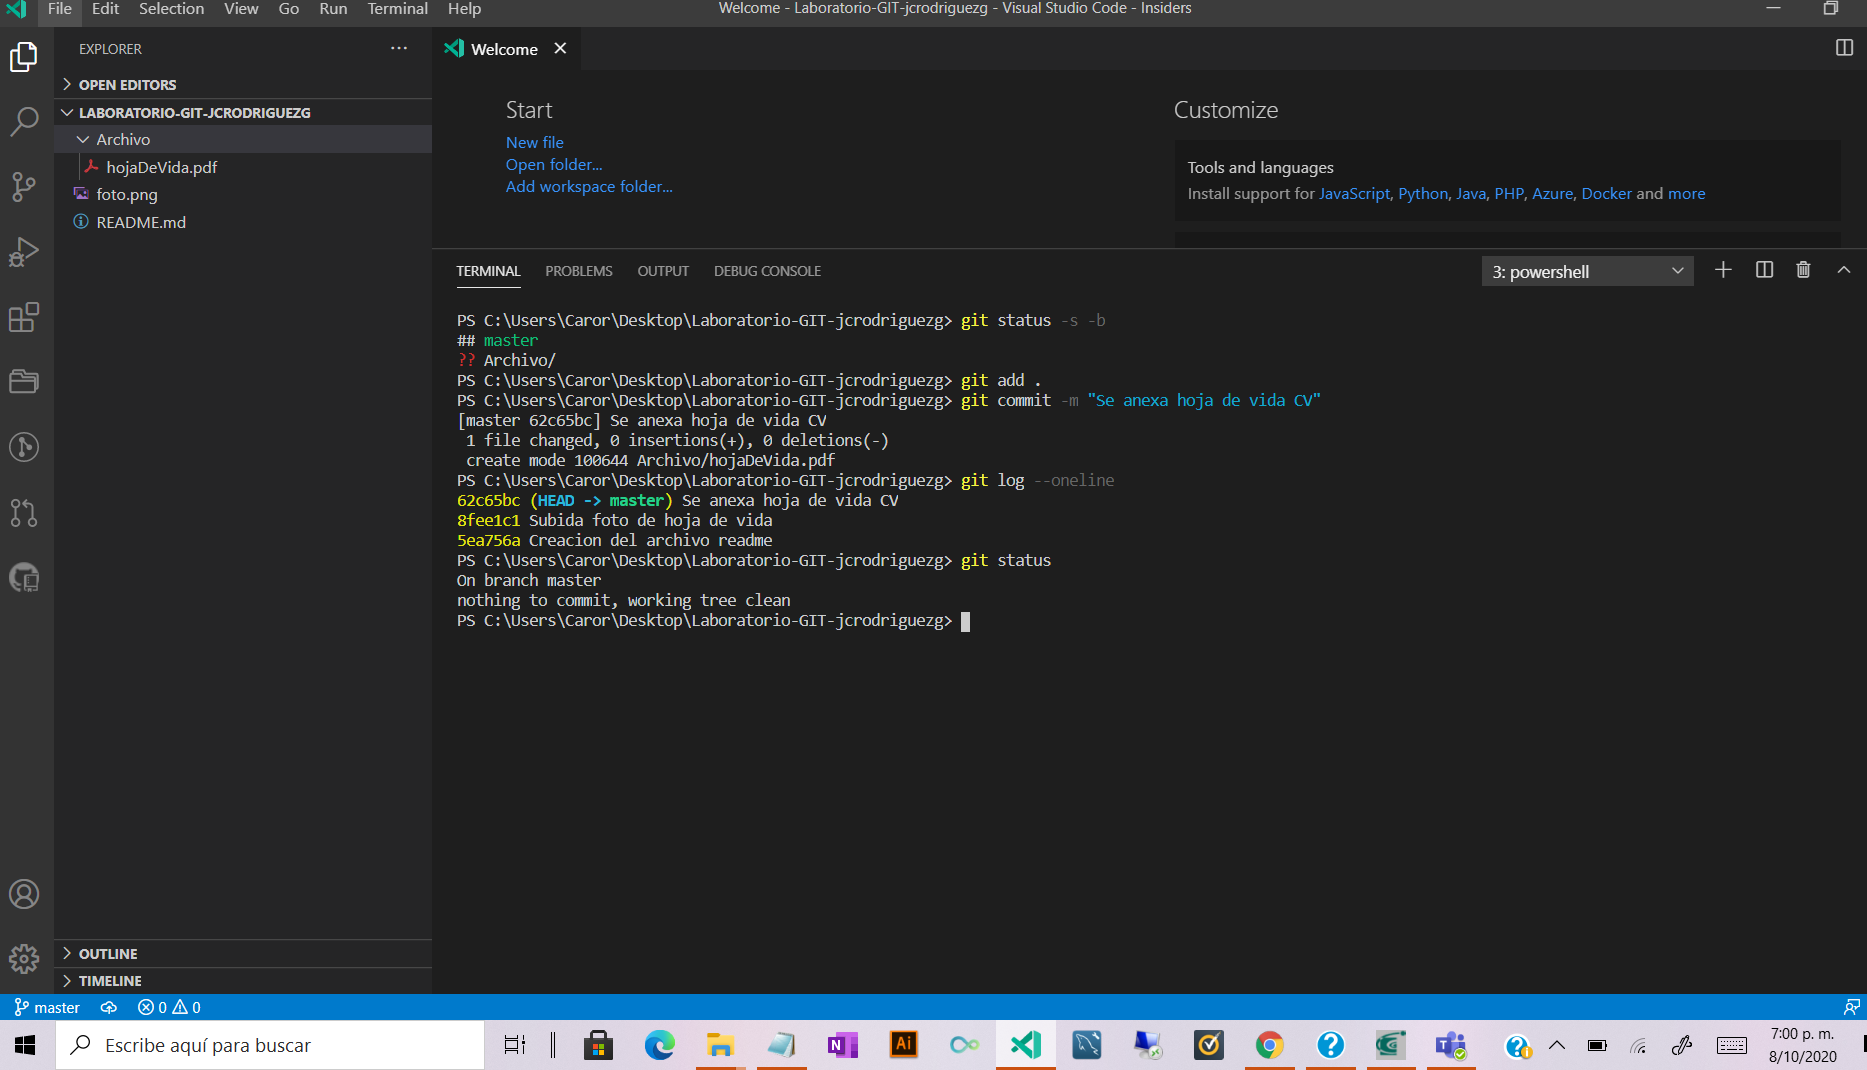 File Edit Selection View Go Run Terminal Help
Welcome - Laboratorio-GIT-jcrodriguezg - Visual Studio Code - Insiders
EXPLORER
OPEN EDITORS
LABORATORIO-GIT-JCRODRIGUEZG
Archivo
hojaDeVida.pdf
foto.png
README.md
OUTLINE
TIMELINE
Welcome
Start
New file
Open folder...
Add workspace folder...
Customize
Tools and languages
Install support for JavaScript, Python, Java, PHP, Azure, Docker and more
TERMINAL PROBLEMS OUTPUT DEBUG CONSOLE
3: powershell
PS C:\Users\Caror\Desktop\Laboratorio-GIT-jcrodriguezg> git status -s -b
## master
?? Archivo/
PS C:\Users\Caror\Desktop\Laboratorio-GIT-jcrodriguezg> git add .
PS C:\Users\Caror\Desktop\Laboratorio-GIT-jcrodriguezg> git commit -m "Se anexa hoja de vida CV"
[master 62c65bc] Se anexa hoja de vida CV
1 file changed, 0 insertions(+), 0 deletions(-)
create mode 100644 Archivo/hojaDeVida.pdf
PS C:\Users\Caror\Desktop\Laboratorio-GIT-jcrodriguezg> git log --oneline
62c65bc (HEAD -> master) Se anexa hoja de vida CV
8fee1c1 Subida foto de hoja de vida
5ea756a Creacion del archivo readme
PS C:\Users\Caror\Desktop\Laboratorio-GIT-jcrodriguezg> git status
On branch master
nothing to commit, working tree clean
PS C:\Users\Caror\Desktop\Laboratorio-GIT-jcrodriguezg>
master 0 0
Escribe aquí para buscar
N
Ai
7:00 p. m.
8/10/2020